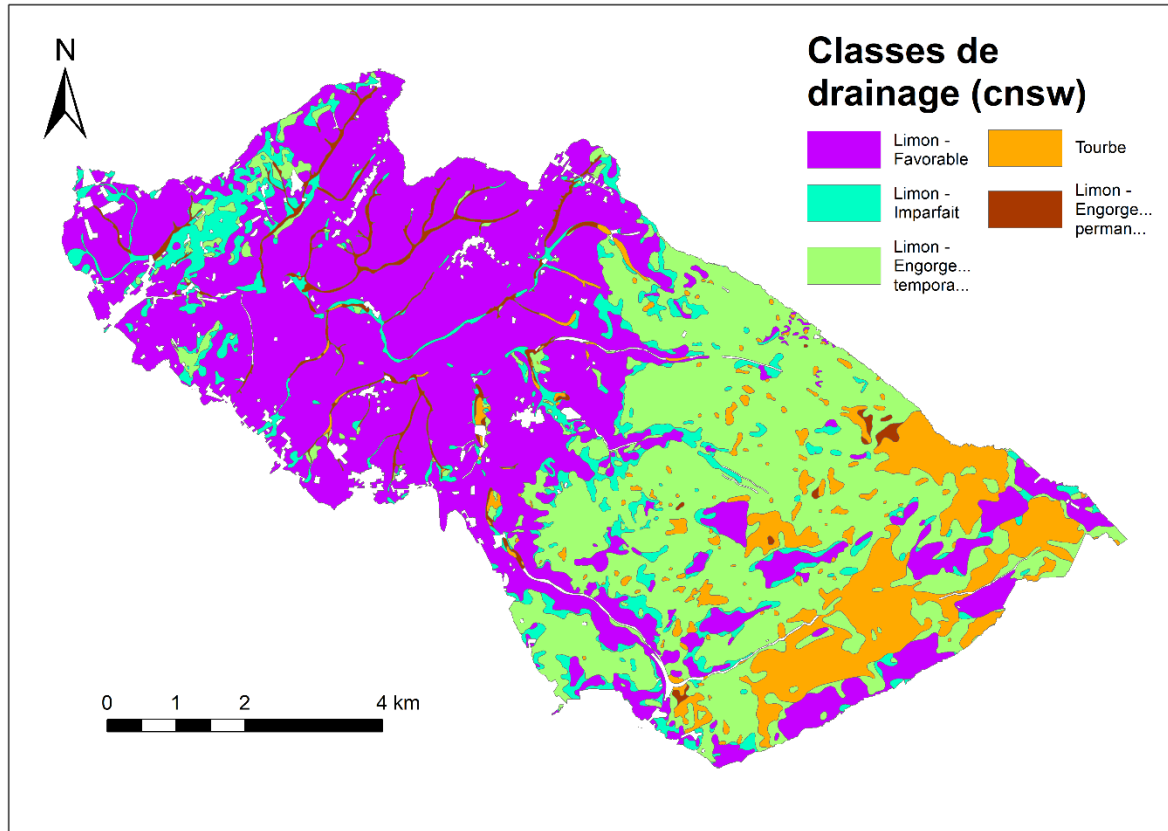 N
Classes de
drainage (cnsw)
Limon -
Favorable
Limon -
Imparfait
Limon -
Engorge...
tempora...
Tourbe
Limon -
Engorge...
perman...
0 1 2 4 km